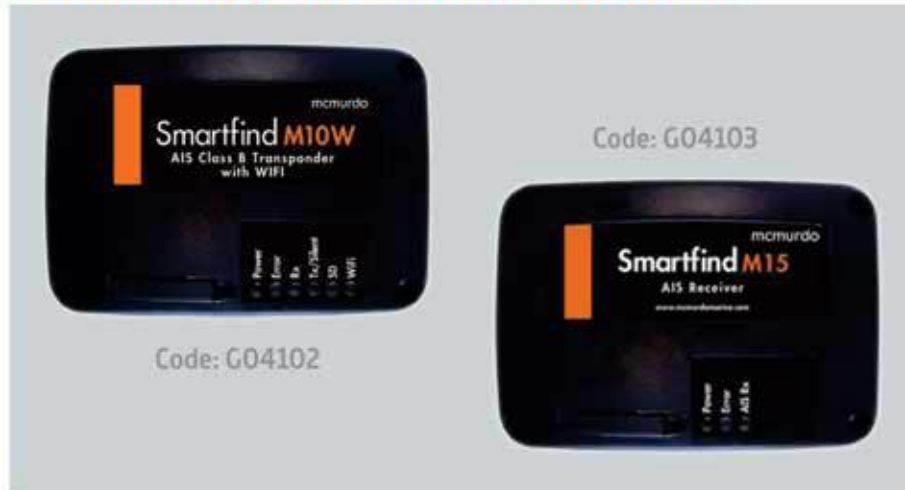 mcmurdo
Smartfind M10W
AIS Class B Transponder
with WIFI
Power
Error
Rx
Tx/Silent
SD
WiFi
Code: G04102
Code: G04103
mcmurdo
Smartfind M15
AIS Receiver
www.mcmurdomarine.com
Power
Error
AIS Rx